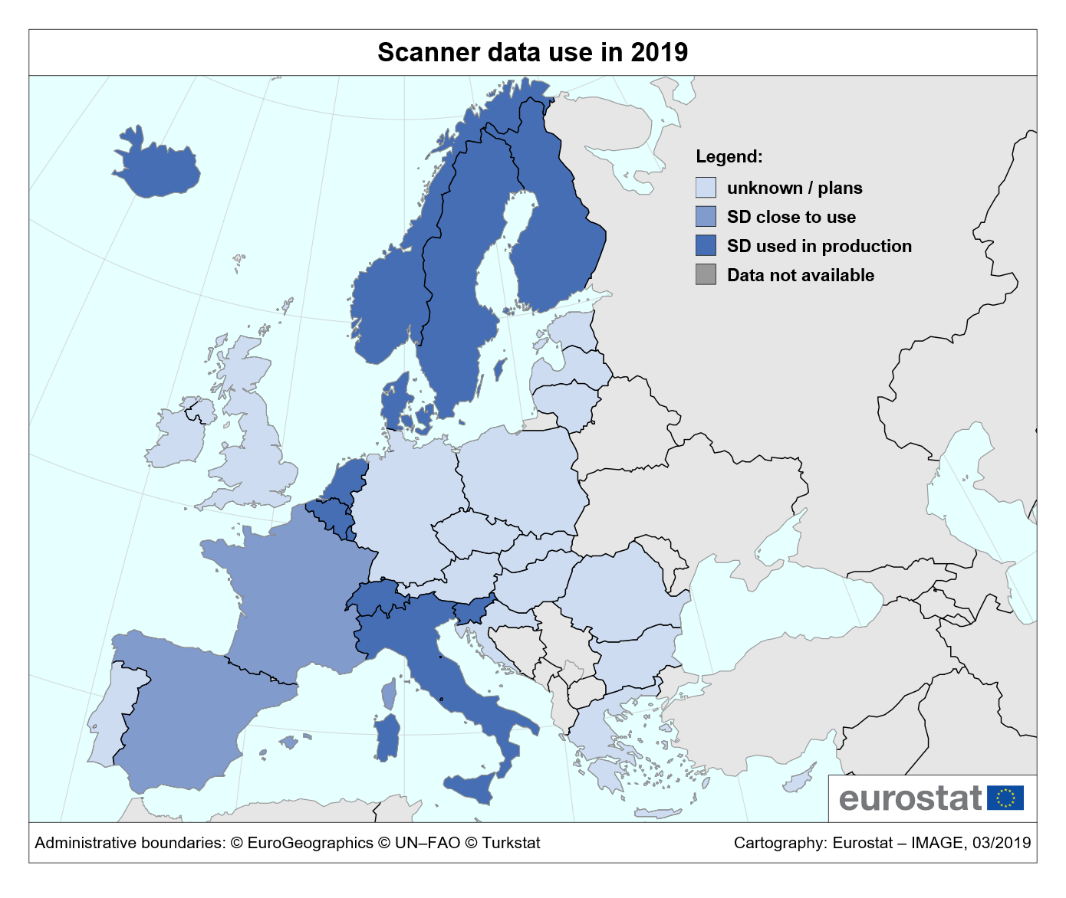 Scanner data use in 2019
Legend:
unknown / plans
SD close to use
SD used in production
Data not available
eurostat
Administrative boundaries: © EuroGeographics © UN–FAO © Turkstat
Cartography: Eurostat – IMAGE, 03/2019